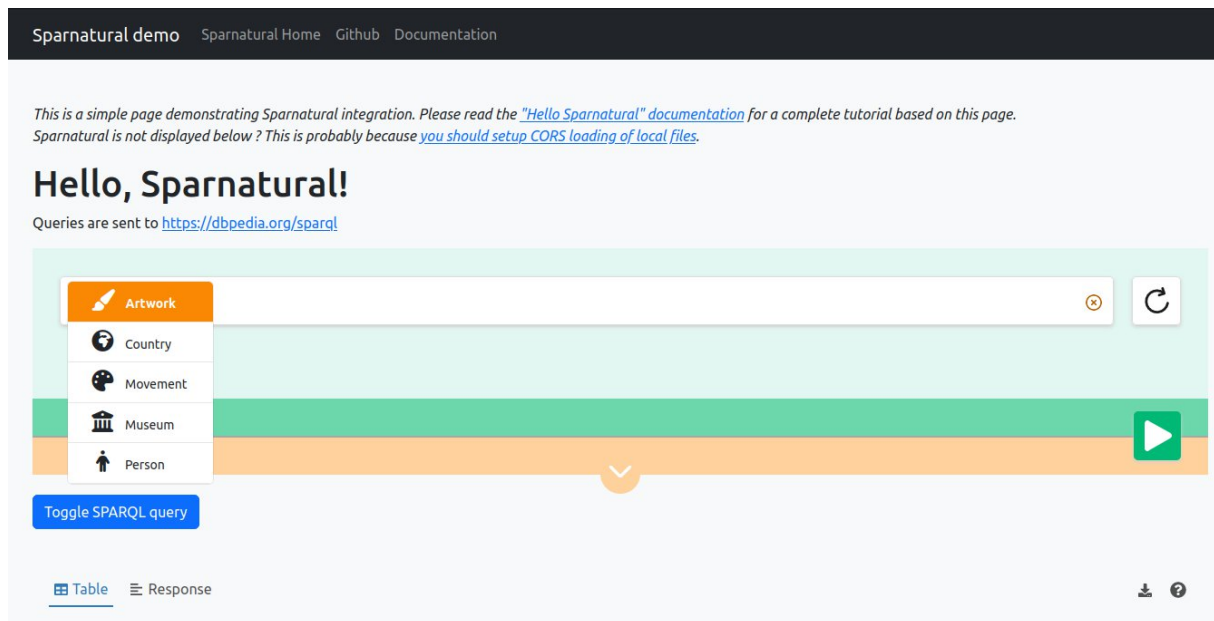 Sparnatural demo Sparnatural Home Github Documentation
This is a simple page demonstrating Sparnatural integration. Please read the "Hello Sparnatural" documentation for a complete tutorial based on this page.
Sparnatural is not displayed below ? This is probably because you should setup CORS loading of local files.
Hello, Sparnatural!
Queries are sent to https://dbpedia.org/sparql
Artwork
Country
Movement
Museum
Person
Toggle SPARQL query
Table Response